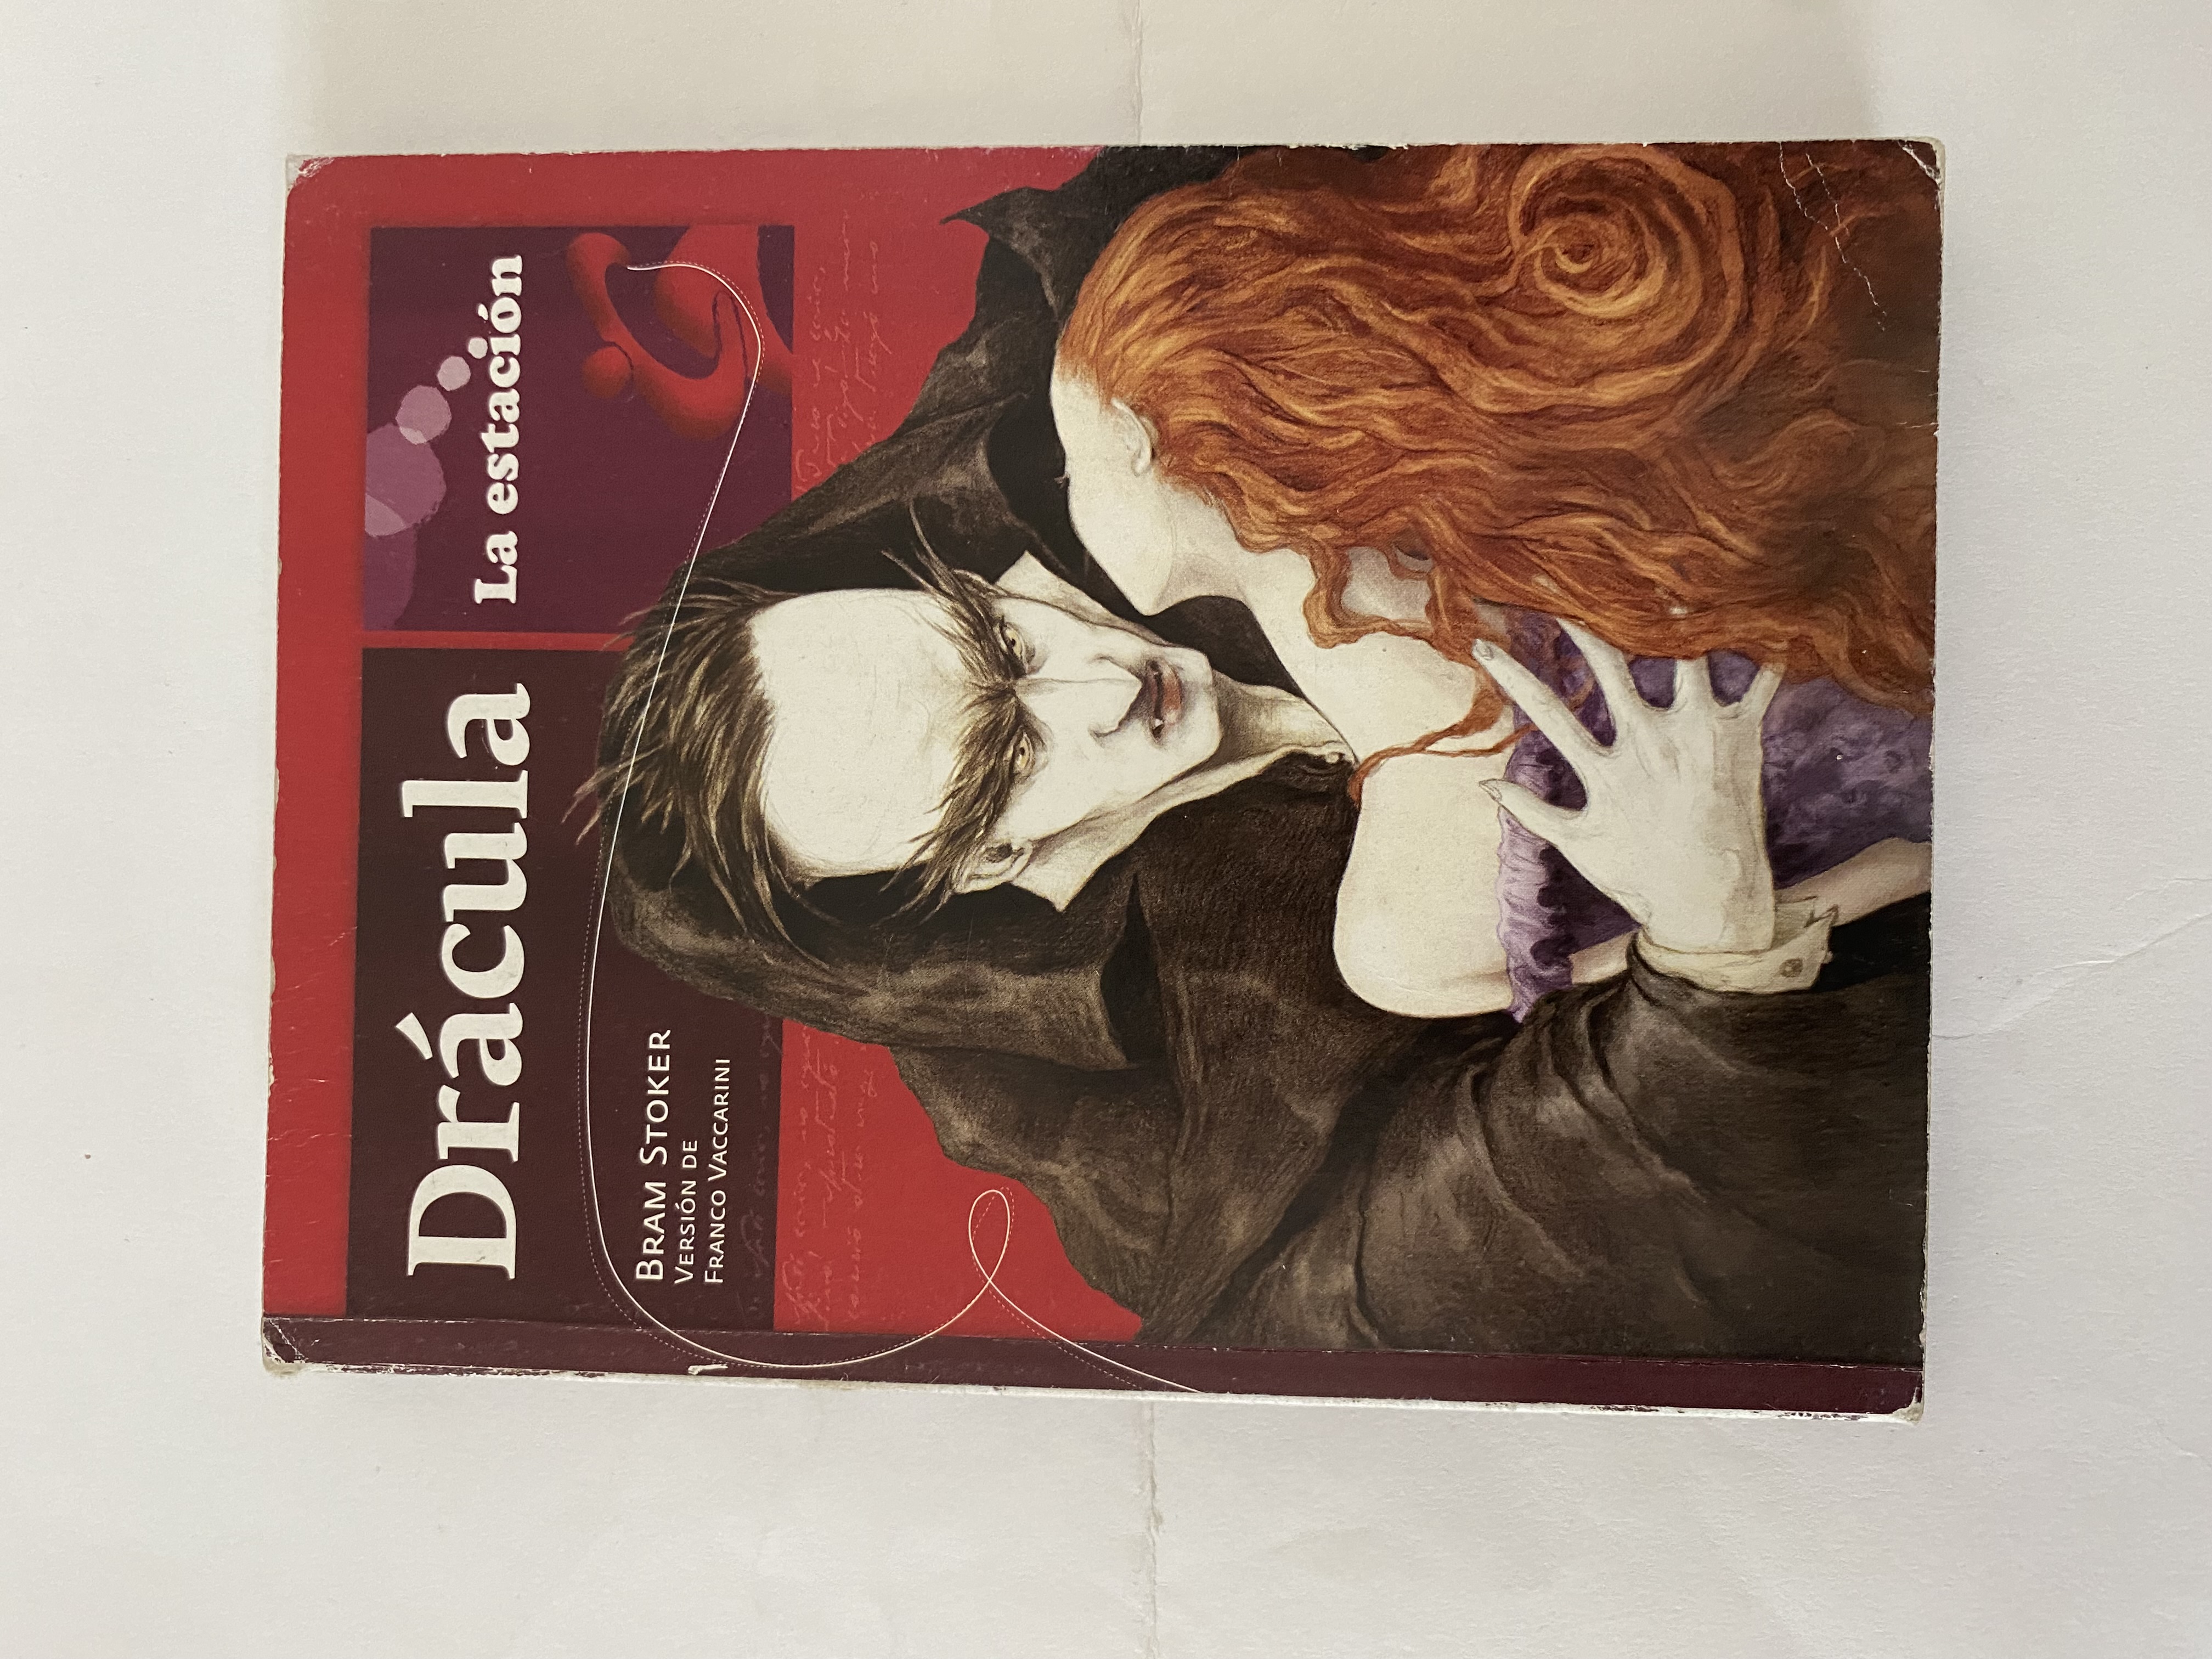 Drácula
La estación
BRAM STOKER
VERSIÓN DE
FRANCO VACCARINI